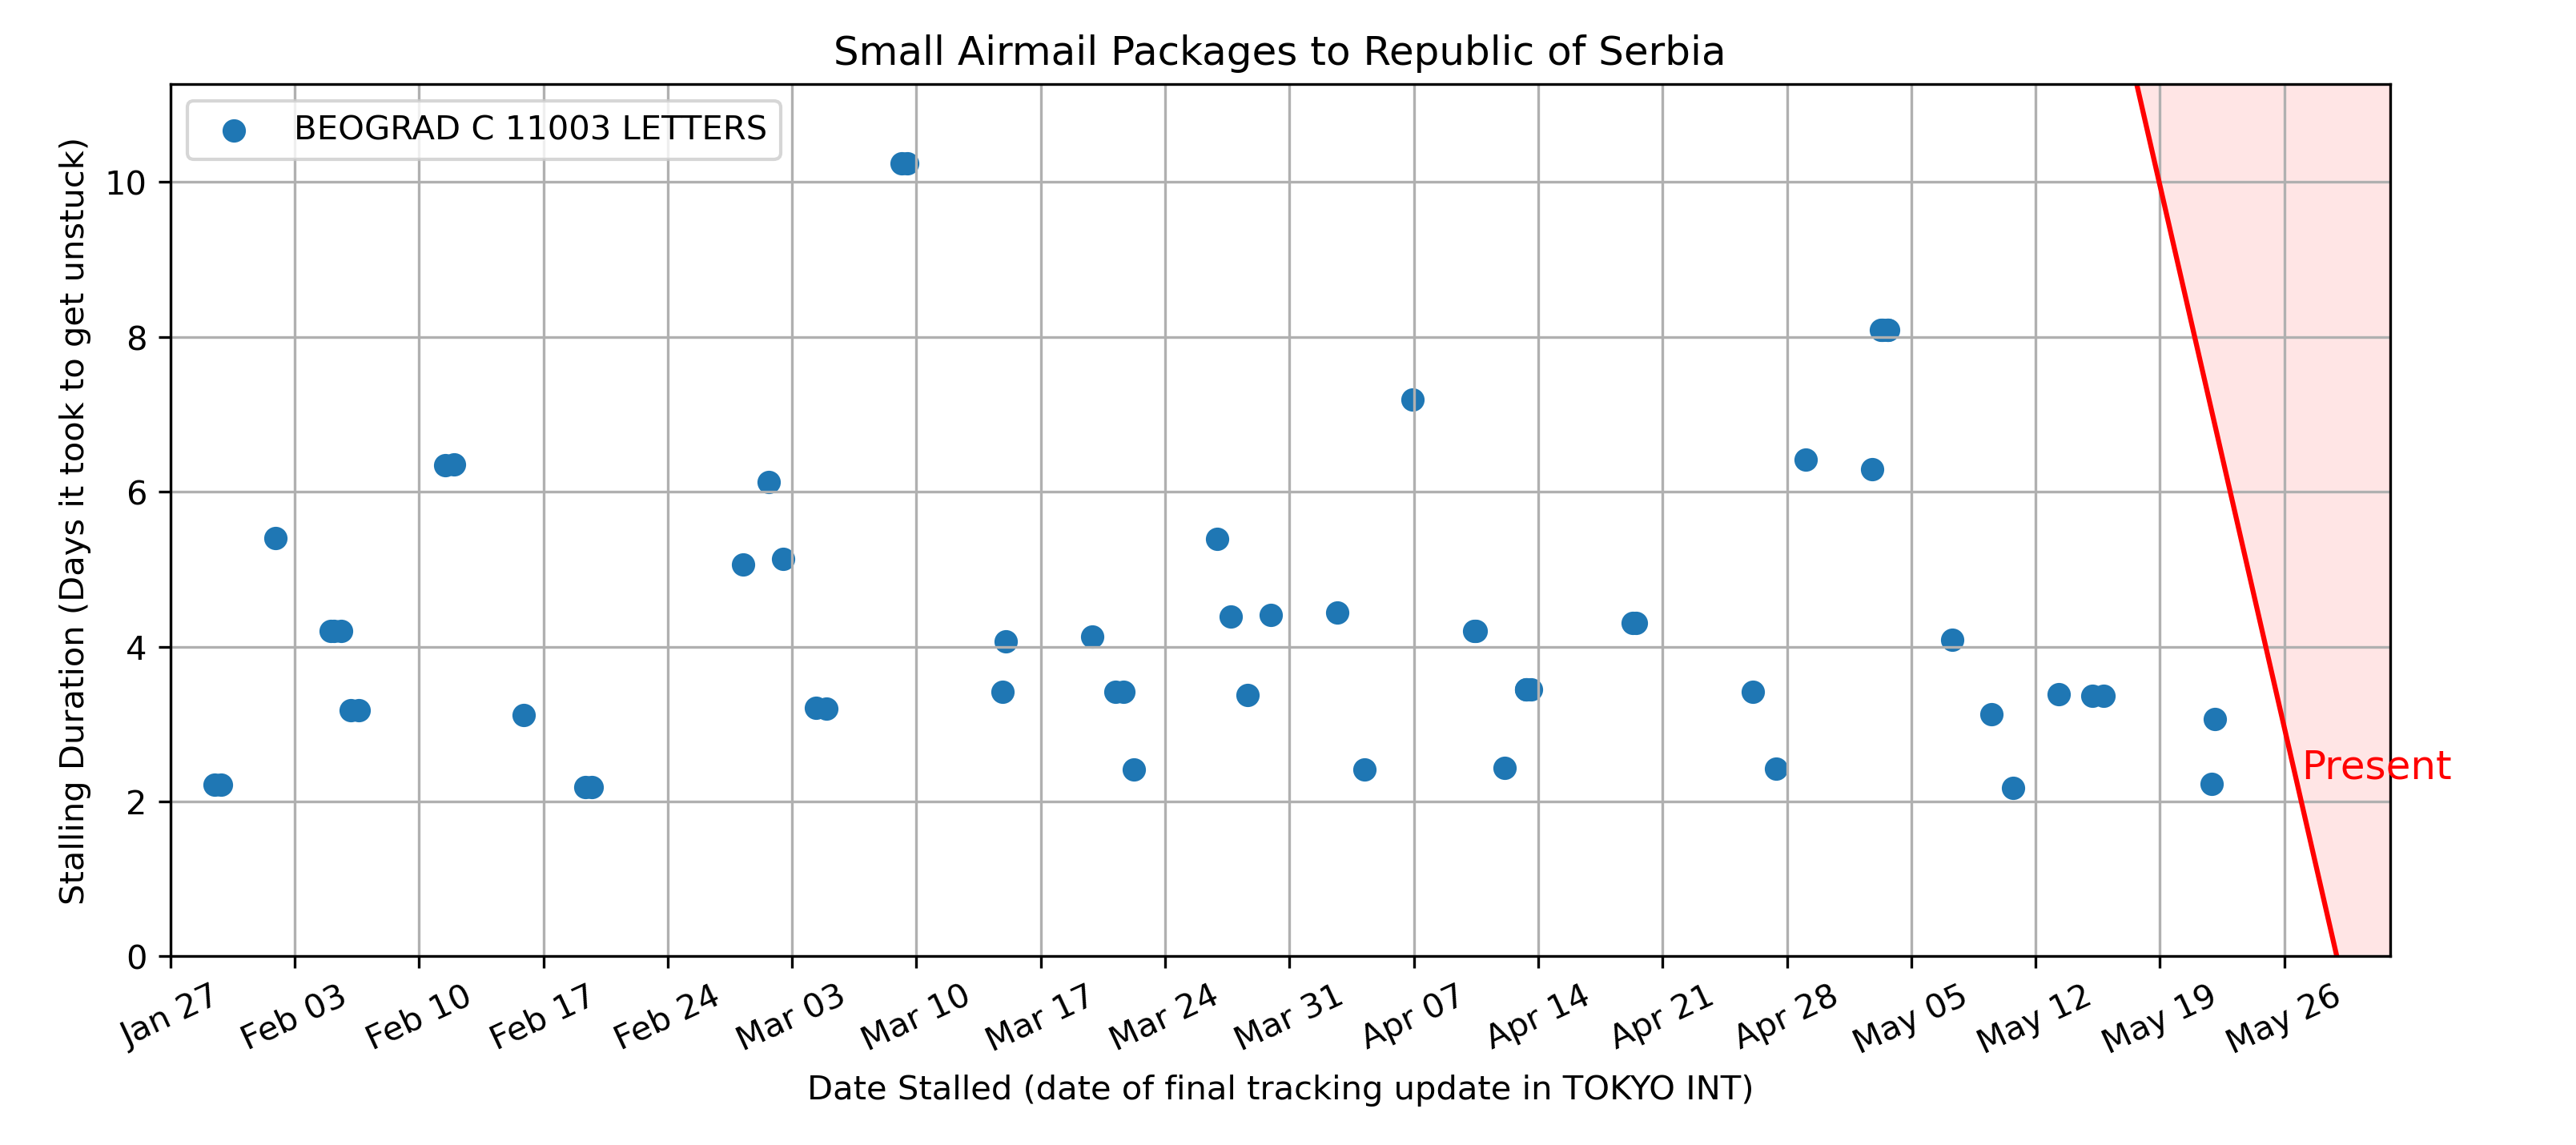 Small Airmail Packages to Republic of Serbia
BEOGRAD C 11003 LETTERS
Stalling Duration (Days it took to get unstuck)
10
8
6
4
2
0
Present
Jan 27
Feb 03
Feb 10
Feb 17
Feb 24
Mar 03
Mar 10
Mar 17
Mar 24
Mar 31
Apr 07
Apr 14
Apr 21
Apr 28
May 05
May 12
May 19
May 26
Date Stalled (date of final tracking update in TOKYO INT)